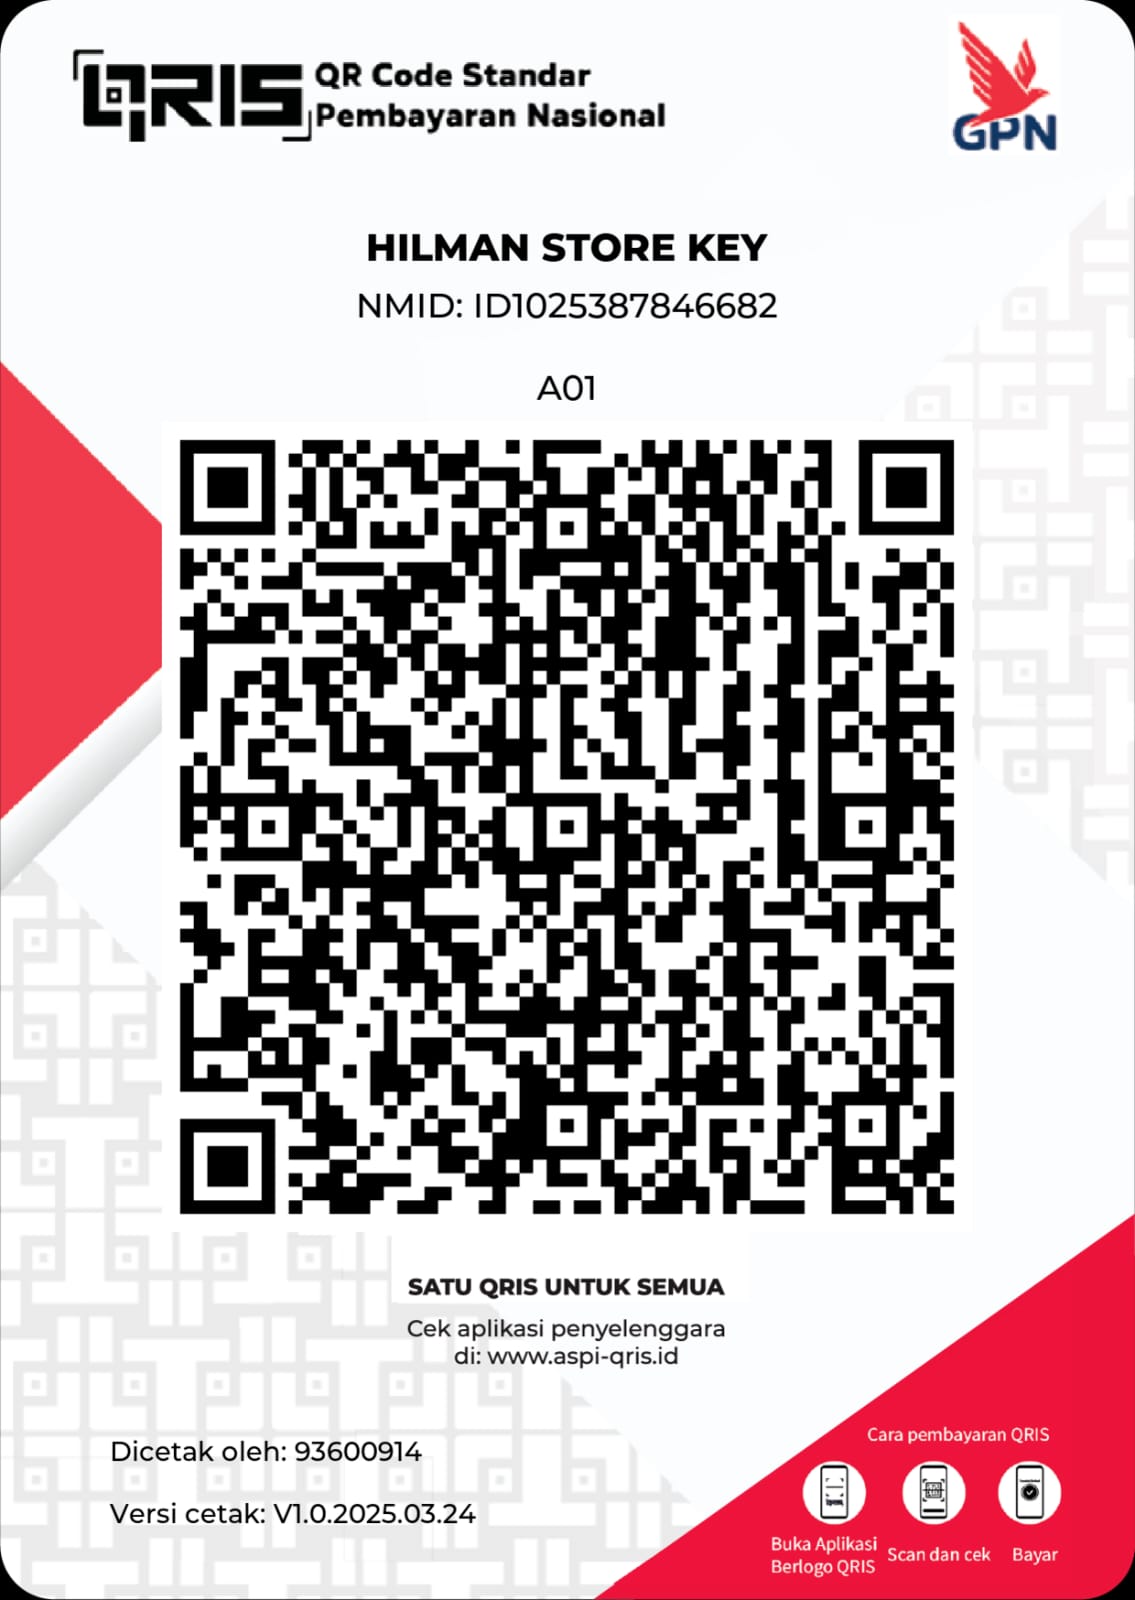 QRIS
QR Code Standar
Pembayaran Nasional
GPN
HILMAN STORE KEY
NMID: ID1025387846682
A01
SATU QRIS UNTUK SEMUA
Cek aplikasi penyelenggara
di: www.aspi-qris.id
Dicetak oleh: 93600914
Versi cetak: V1.0.2025.03.24
Cara pembayaran QRIS
Buka Aplikasi
Berlogo QRIS
Scan dan cek
Bayar